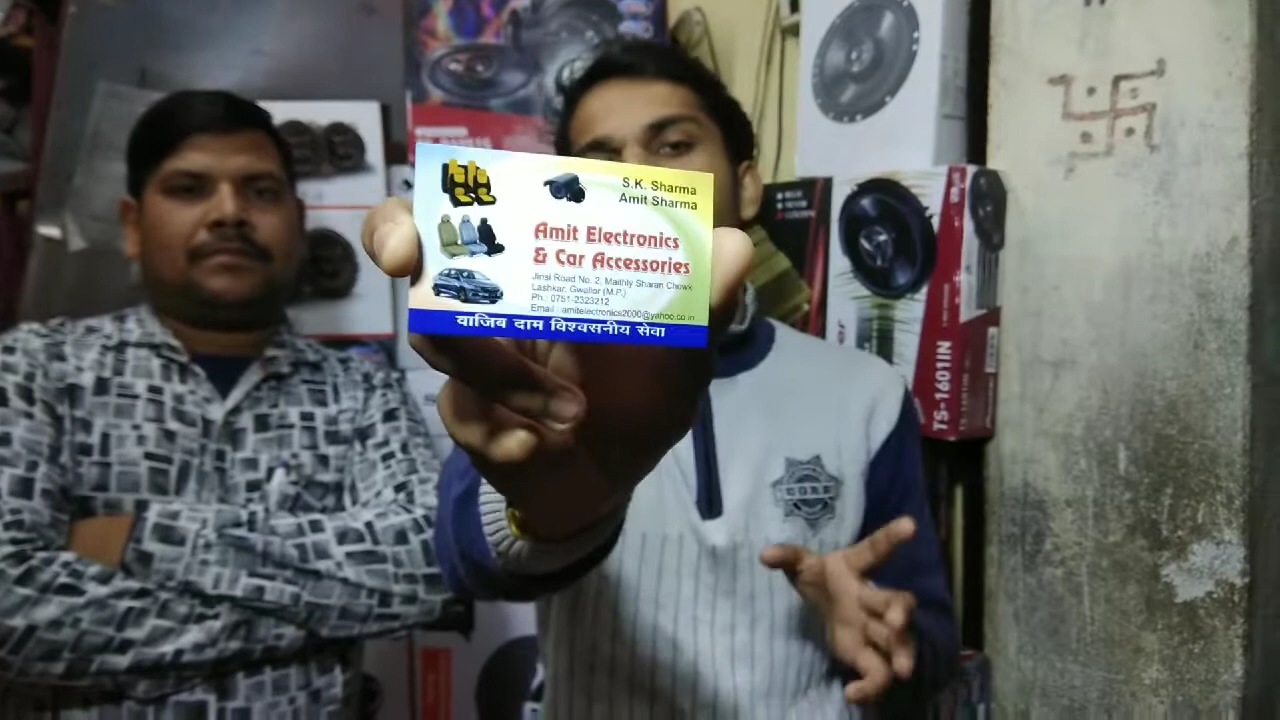 S.K. Sharma
Amit Sharma
Amit Electronics
& Car Accessories
Jinsi Road No. 2, Maithly Sharan Chowk
Lashkar, Gwalior (M.P.)
Ph.: 0751-2323212
Email : amitelectronics2000@yahoo.co.in
वाजिब दाम विश्वसनीय सेवा
CORE
TS-1601IN